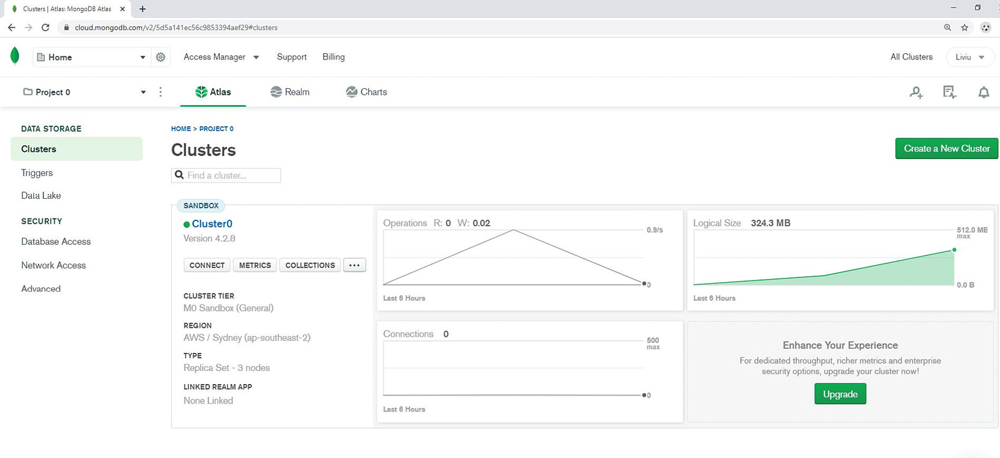 Clusters | Atlas: MongoDB Atlas
cloud.mongodb.com/v2/5d5a141ec56c9853394aef29#clusters
Home
Access Manager
Support
Billing
All Clusters
Liviu
Project 0
Atlas
Realm
Charts
DATA STORAGE
Clusters
Triggers
Data Lake
SECURITY
Database Access
Network Access
Advanced
HOME > PROJECT 0
Clusters
Create a New Cluster
Find a cluster...
SANDBOX
Cluster0
Version 4.2.8
CONNECT
METRICS
COLLECTIONS
...
CLUSTER TIER
M0 Sandbox (General)
REGION
AWS / Sydney (ap-southeast-2)
TYPE
Replica Set - 3 nodes
LINKED REALM APP
None Linked
Operations R: 0 W: 0.02
0.9/s
0
Last 6 Hours
Logical Size 324.3 MB
512.0 MB
max
0.0 B
Last 6 Hours
Connections 0
500
max
0
Last 6 Hours
Enhance Your Experience
For dedicated throughput, richer metrics and enterprise
security options, upgrade your cluster now!
Upgrade